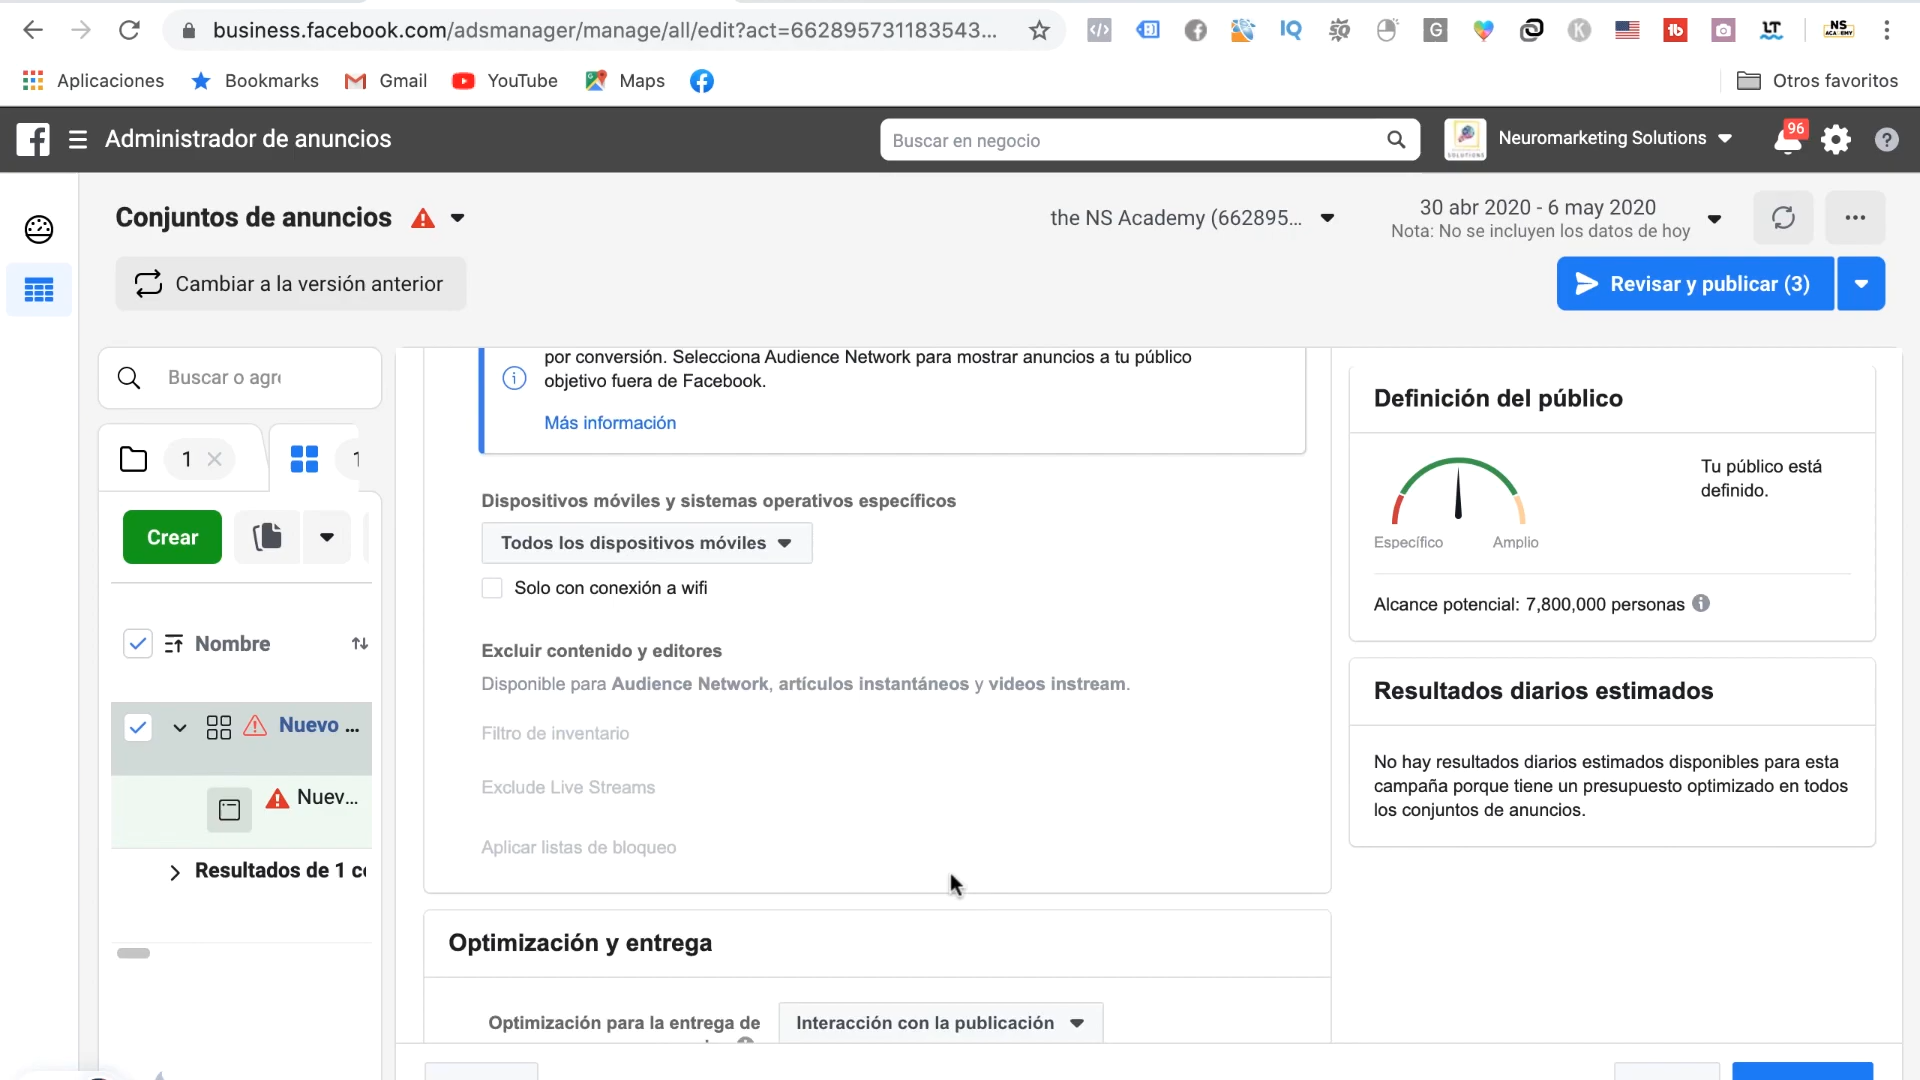 business.facebook.com/adsmanager/manage/all/edit?act=662895731183543...
Aplicaciones
Bookmarks
Gmail
YouTube
Maps
Otros favoritos
Administrador de anuncios
Buscar en negocio
Neuromarketing Solutions
96
Conjuntos de anuncios
the NS Academy (662895...
30 abr 2020 - 6 may 2020
Nota: No se incluyen los datos de hoy
Cambiar a la versión anterior
Revisar y publicar (3)
Buscar o agre
1
1
Crear
Nombre
Nuevo ...
Nuev...
Resultados de 1 co
por conversión. Selecciona Audience Network para mostrar anuncios a tu público
objetivo fuera de Facebook.
Más información
Dispositivos móviles y sistemas operativos específicos
Todos los dispositivos móviles
Solo con conexión a wifi
Excluir contenido y editores
Disponible para Audience Network, artículos instantáneos y videos instream.
Filtro de inventario
Exclude Live Streams
Aplicar listas de bloqueo
Optimización y entrega
Optimización para la entrega de
Interacción con la publicación
Definición del público
Tu público está
definido.
Específico
Amplio
Alcance potencial: 7,800,000 personas
Resultados diarios estimados
No hay resultados diarios estimados disponibles para esta
campaña porque tiene un presupuesto optimizado en todos
los conjuntos de anuncios.